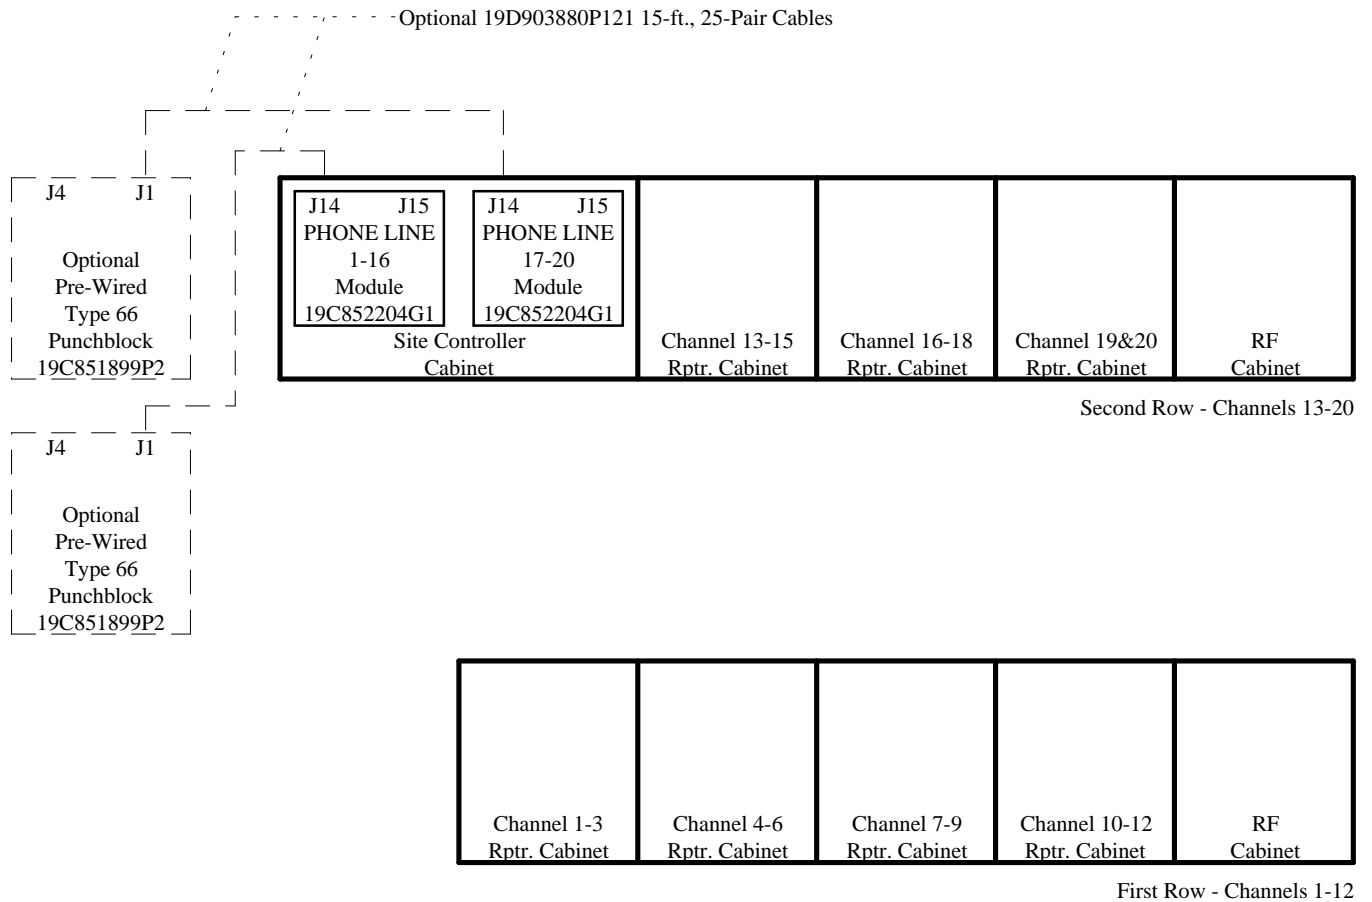 Optional 19D903880P121 15-ft., 25-Pair Cables
J4 J1
Optional
Pre-Wired
Type 66
Punchblock
19C851899P2
J14 J15
PHONE LINE
1-16
Module
19C852204G1
J14 J15
PHONE LINE
17-20
Module
19C852204G1
Site Controller
Cabinet
Channel 13-15
Rptr. Cabinet
Channel 16-18
Rptr. Cabinet
Channel 19&20
Rptr. Cabinet
RF
Cabinet
Second Row - Channels 13-20
J4 J1
Optional
Pre-Wired
Type 66
Punchblock
19C851899P2
Channel 1-3
Rptr. Cabinet
Channel 4-6
Rptr. Cabinet
Channel 7-9
Rptr. Cabinet
Channel 10-12
Rptr. Cabinet
RF
Cabinet
First Row - Channels 1-12